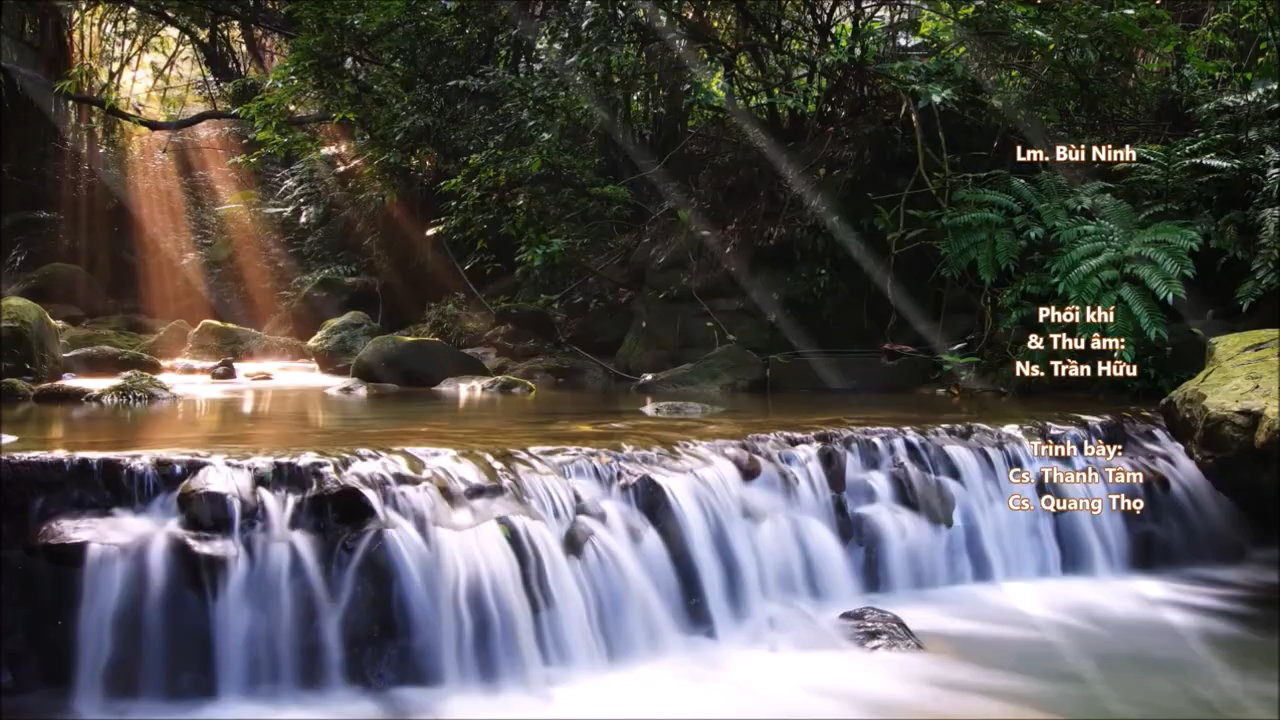 Lm. Bùi Ninh
Phối khí
& Thu âm:
Ns. Trần Hữu
Trình bày:
Cs. Thanh Tâm
Cs. Quang Thọ